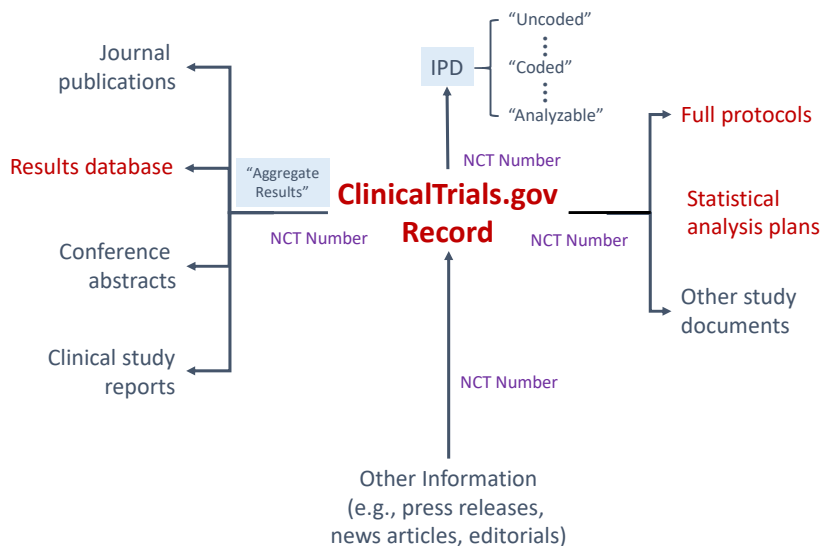 Journal
publications
Results database
Conference
abstracts
Clinical study
reports
“Aggregate
Results”
NCT Number
IPD
“Uncoded”
“Coded”
“Analyzable”
NCT Number
ClinicalTrials.gov
Record
NCT Number
Full protocols
Statistical
analysis plans
Other study
documents
NCT Number
Other Information
(e.g., press releases,
news articles, editorials)